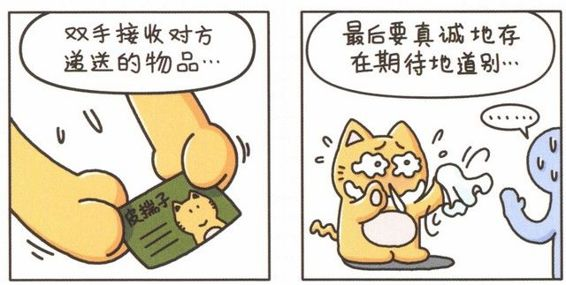 双手接收对方
递送的物品…
皮揣子
最后要真诚地存
在期待地道别…
……